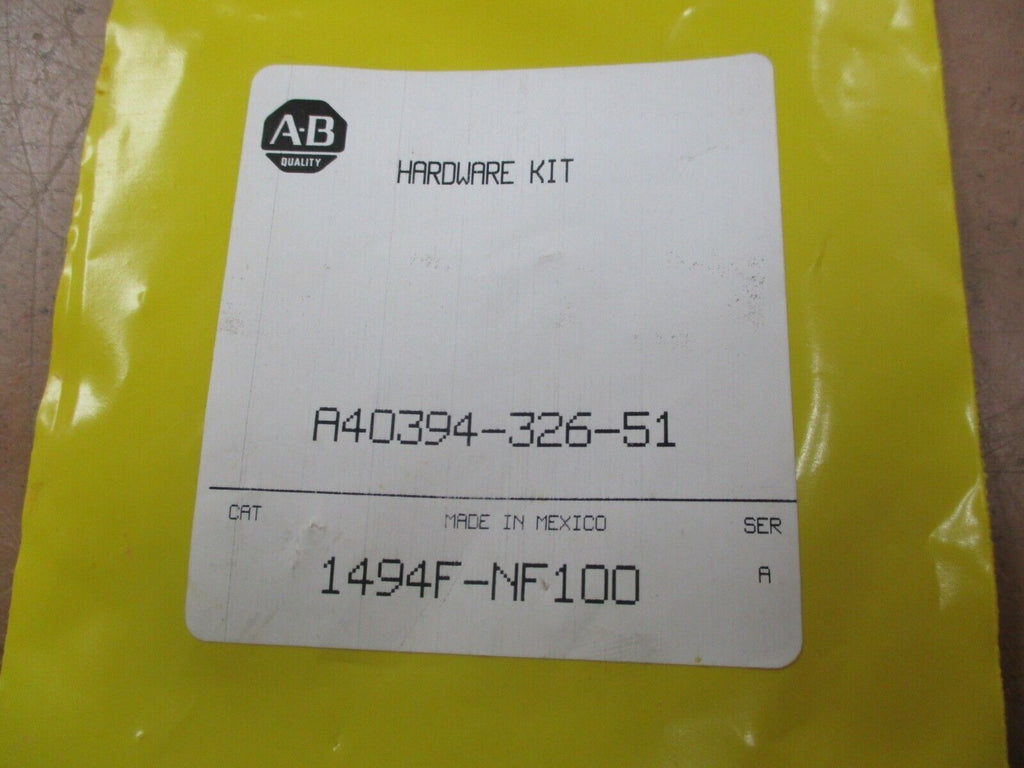 A-B
QUALITY
HARDWARE KIT
A40394-326-51
CAT MADE IN MEXICO SER
1494F-NF100 A